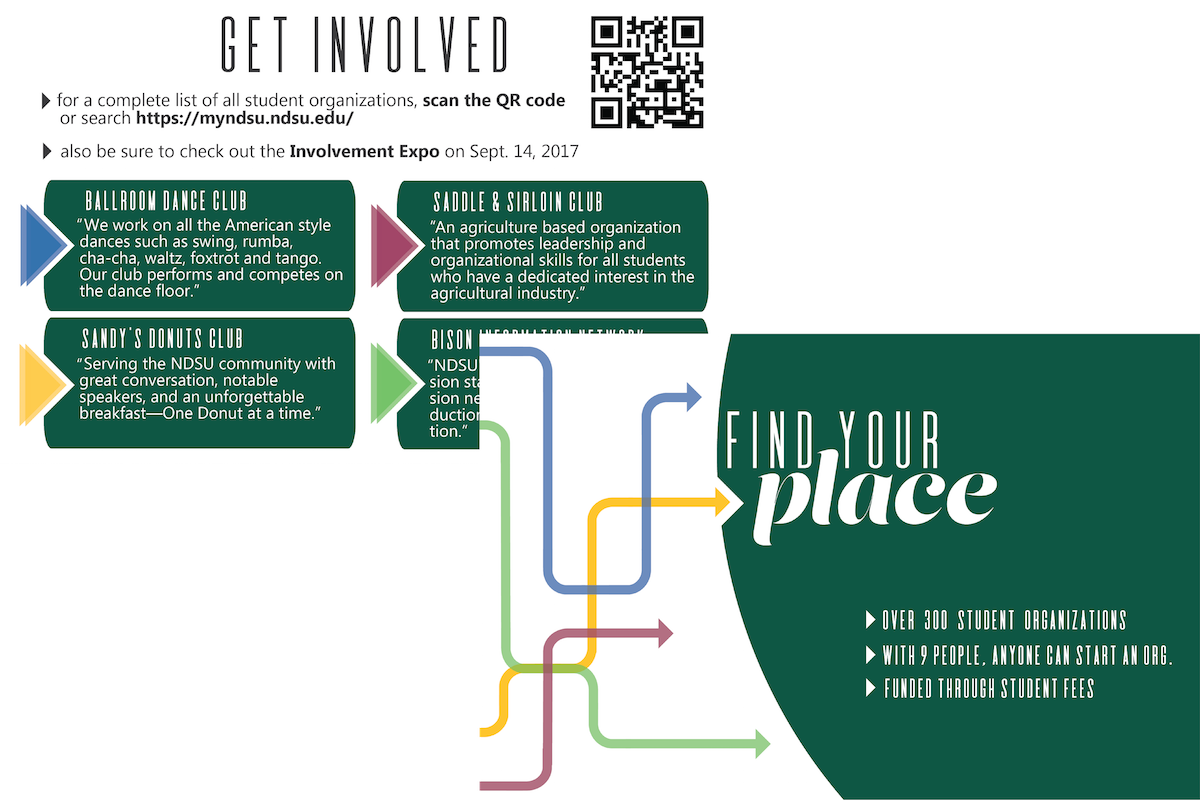 GET INVOLVED
for a complete list of all student organizations, scan the QR code
or search https://myndsu.ndsu.edu/
also be sure to check out the Involvement Expo on Sept. 14, 2017
BALLROOM DANCE CLUB
“We work on all the American style
dances such as swing, rumba,
cha-cha, waltz, foxtrot and tango.
Our club performs and competes on
the dance floor.”
SADDLE & SIRLOIN CLUB
“An agriculture based organization
that promotes leadership and
organizational skills for all students
who have a dedicated interest in the
agricultural industry.”
SANDY'S DONUTS CLUB
“Serving the NDSU community with
great conversation, notable
speakers, and an unforgettable
breakfast—One Donut at a time.”
BISON INFORMATION NETWORK
“NDSU
sion sta
sion ne
duction
tion.”
FIND YOUR
place
OVER 300 STUDENT ORGANIZATIONS
WITH 9 PEOPLE, ANYONE CAN START AN ORG.
FUNDED THROUGH STUDENT FEES